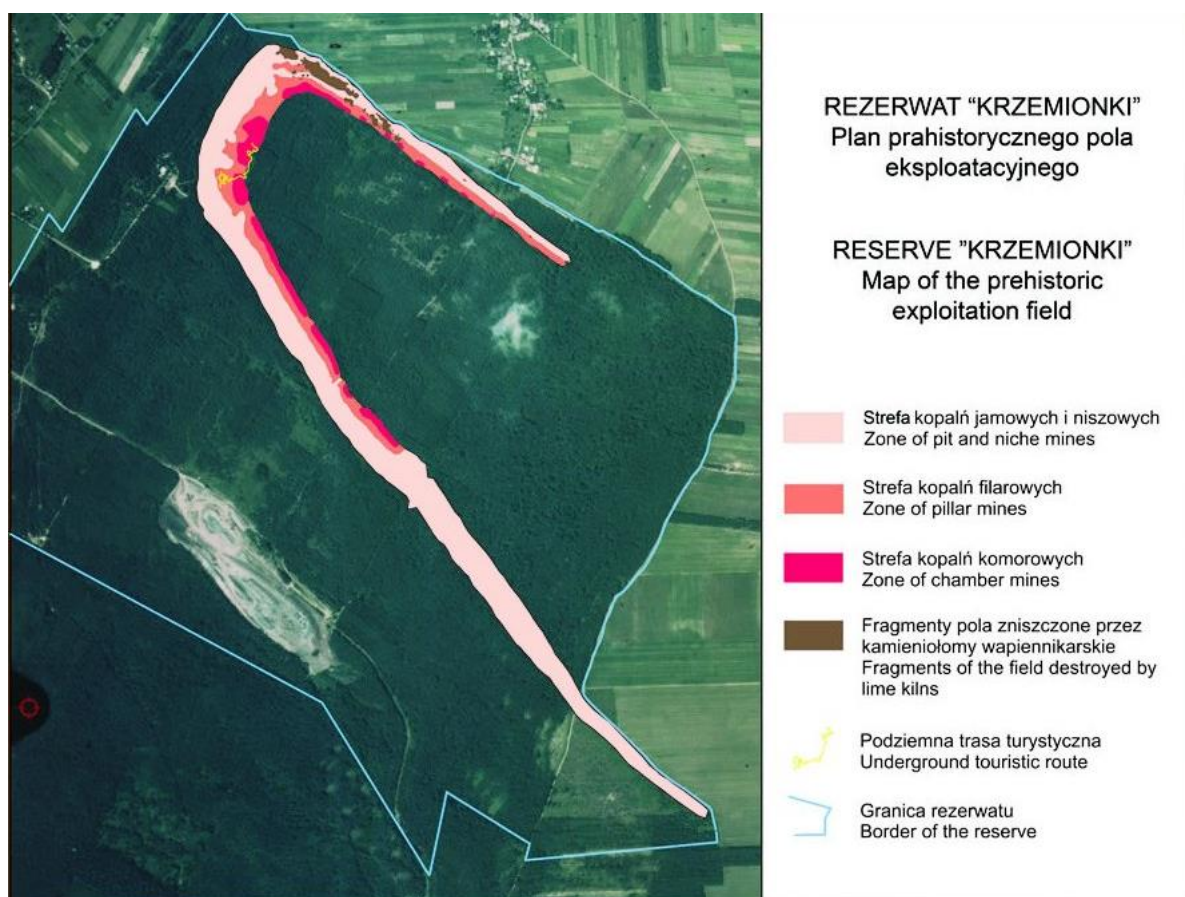 REZERWAT “KRZEMIONKI”
Plan prahistorycznego pola
eksploatacyjnego
RESERVE ”KRZEMIONKI”
Map of the prehistoric
exploitation field
Strefa kopalń jamowych i niszowych
Zone of pit and niche mines
Strefa kopalń filarowych
Zone of pillar mines
Strefa kopalń komorowych
Zone of chamber mines
Fragmenty pola zniszczone przez
kamieniołomy wapiennikarskie
Fragments of the field destroyed by
lime kilns
Podziemna trasa turystyczna
Underground touristic route
Granica rezerwatu
Border of the reserve